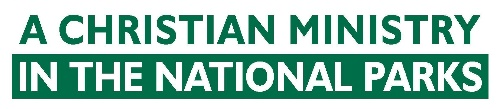 A CHRISTIAN MINISTRY
IN THE NATIONAL PARKS